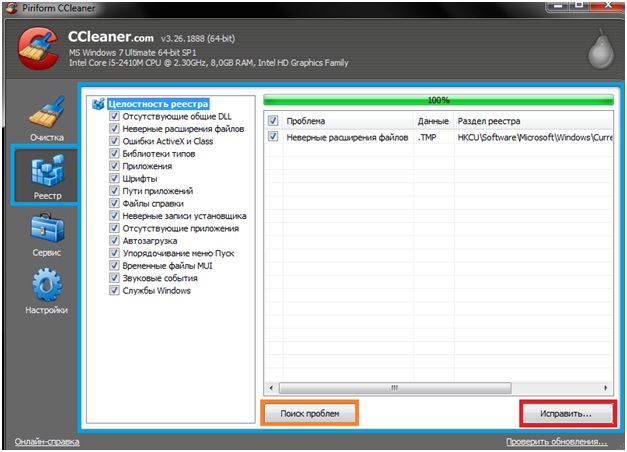 Piriform CCleaner
CCleaner.com v3.26.1888 (64-bit)
MS Windows 7 Ultimate 64-bit SP1
Intel Core i5-2410M CPU @ 2.30GHz, 8,0GB RAM, Intel HD Graphics Family
Очистка
Реестр
Сервис
Настройки
Целостность реестра
Отсутствующие общие DLL
Неверные расширения файлов
Ошибки ActiveX и Class
Библиотеки типов
Приложения
Шрифты
Пути приложений
Файлы справки
Неверные записи установщика
Отсутствующие приложения
Автозагрузка
Упорядочивание меню Пуск
Временные файлы MUI
Звуковые события
Службы Windows
100%
Проблема Данные Раздел реестра
Неверные расширения файлов .TMP HKCU\Software\Microsoft\Windows\Curre
Поиск проблем
Исправить...
Онлайн-справка
Проверить обновления...